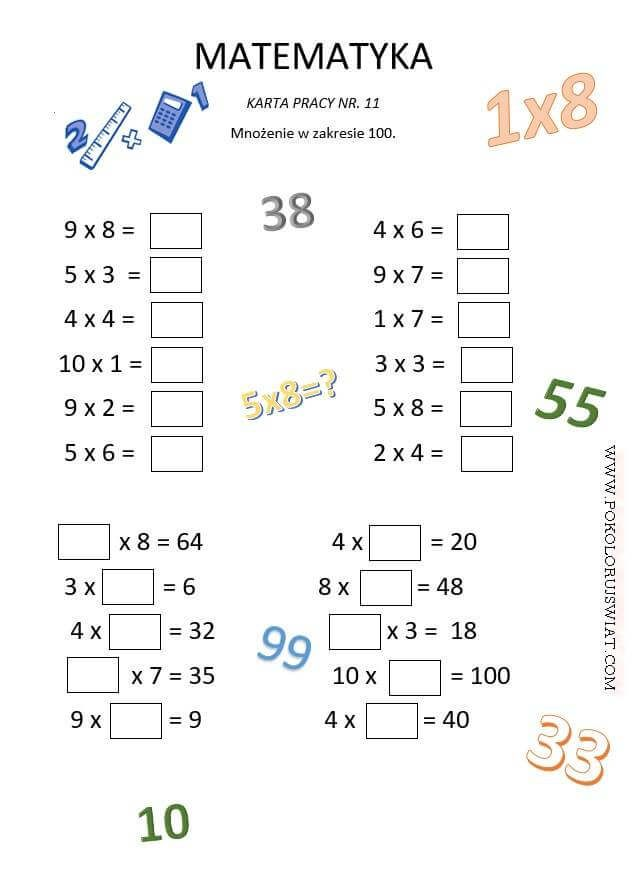 MATEMATYKA
KARTA PRACY NR. 11
Mnożenie w zakresie 100.
2 + 1
1x8
38
9 x 8 =
5 x 3 =
4 x 4 =
10 x 1 =
9 x 2 =
5 x 6 =
4 x 6 =
9 x 7 =
1 x 7 =
3 x 3 =
5 x 8 =
2 x 4 =
5x8=?
55
WWW.POKOLORUJSWIAT.COM
x 8 = 64
3 x = 6
4 x = 32
x 7 = 35
9 x = 9
4 x = 20
8 x = 48
x 3 = 18
10 x = 100
4 x = 40
99
33
10